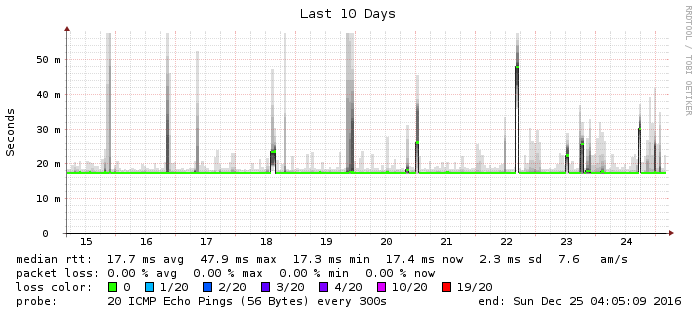 Last 10 Days
RRDTOOL / TOBI OETIKER
Seconds
50 m
40 m
30 m
20 m
10 m
0
15 16 17 18 19 20 21 22 23 24
median rtt: 17.7 ms avg 47.9 ms max 17.3 ms min 17.4 ms now 2.3 ms sd 7.6 am/s
packet loss: 0.00 % avg 0.00 % max 0.00 % min 0.00 % now
loss color: 0 1/20 2/20 3/20 4/20 10/20 19/20
probe: 20 ICMP Echo Pings (56 Bytes) every 300s end: Sun Dec 25 04:05:09 2016